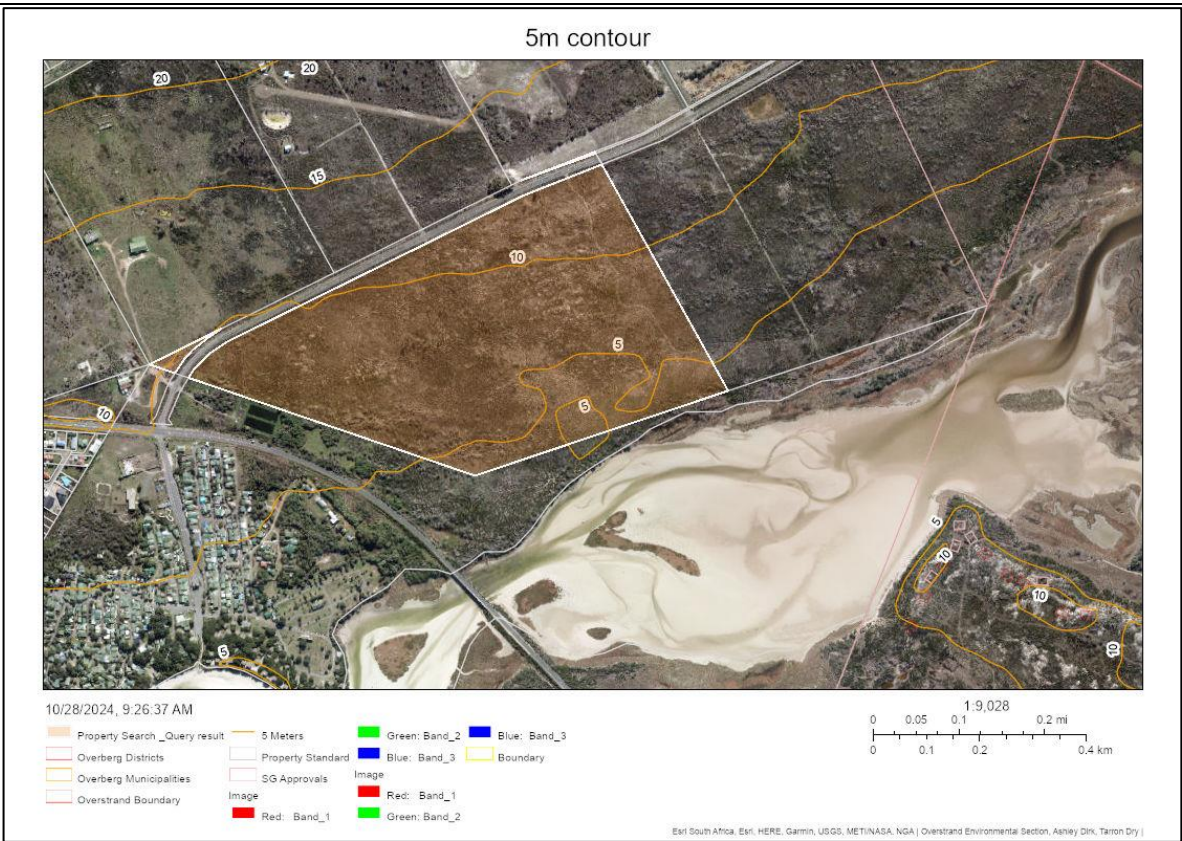 5m contour
20
20
15
10
5
5
10
5
5
10
10
10
10/28/2024, 9:26:37 AM
Property Search _Query result
Overberg Districts
Overberg Municipalities
Overstrand Boundary
5 Meters
Property Standard
SG Approvals
Image
Red: Band_1
Green: Band_2
Blue: Band_3
Image
Red: Band_1
Green: Band_2
Blue: Band_3
Boundary
1:9,028
0 0.05 0.1 0.2 mi
0 0.1 0.2 0.4 km
Esri South Africa, Esri, HERE, Garmin, USGS, METI/NASA, NGA | Overstrand Environmental Section, Ashley Dirk, Tarron Dry |